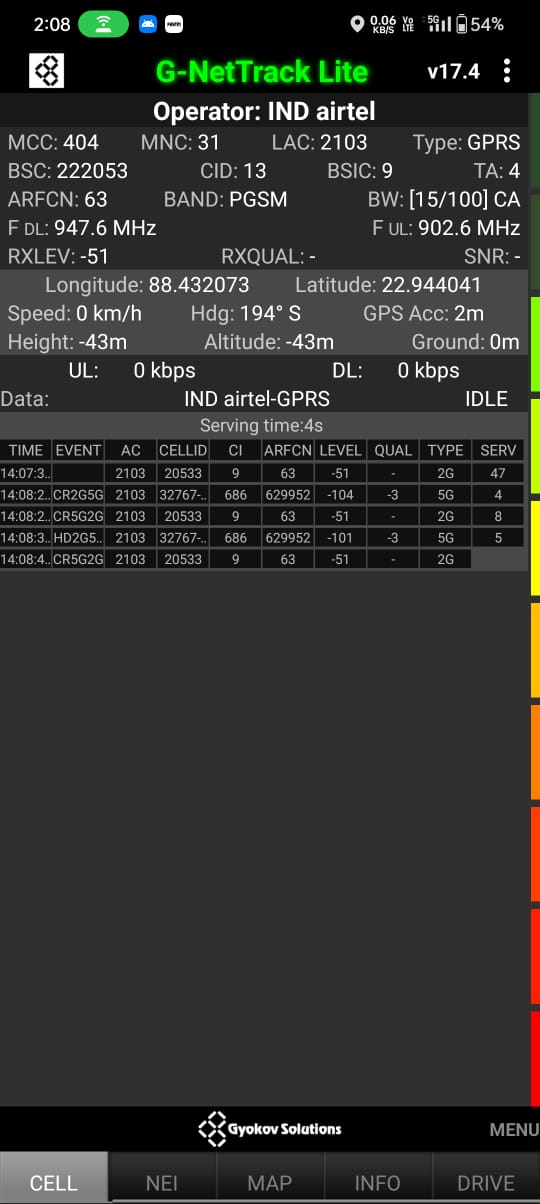 2:08 Paytm 0.06 KB/S Vo LTE 5G 54%
G-NetTrack Lite v17.4
Operator: IND airtel
MCC: 404 MNC: 31 LAC: 2103 Type: GPRS
BSC: 222053 CID: 13 BSIC: 9 TA: 4
ARFCN: 63 BAND: PGSM BW: [15/100] CA
F DL: 947.6 MHz F UL: 902.6 MHz
RXLEV: -51 RXQUAL: - SNR: -
Longitude: 88.432073 Latitude: 22.944041
Speed: 0 km/h Hdg: 194° S GPS Acc: 2m
Height: -43m Altitude: -43m Ground: 0m
UL: 0 kbps DL: 0 kbps
Data: IND airtel-GPRS IDLE
Serving time:4s
TIME EVENT AC CELLID CI ARFCN LEVEL QUAL TYPE SERV
14:07:3.. 2103 20533 9 63 -51 - 2G 47
14:08:2.. CR2G5G 2103 32767-.. 686 629952 -104 -3 5G 4
14:08:2.. CR5G2G 2103 20533 9 63 -51 - 2G 8
14:08:3.. HD2G5.. 2103 32767-.. 686 629952 -101 -3 5G 5
14:08:4.. CR5G2G 2103 20533 9 63 -51 - 2G
Gyokov Solutions MENU
CELL NEI MAP INFO DRIVE